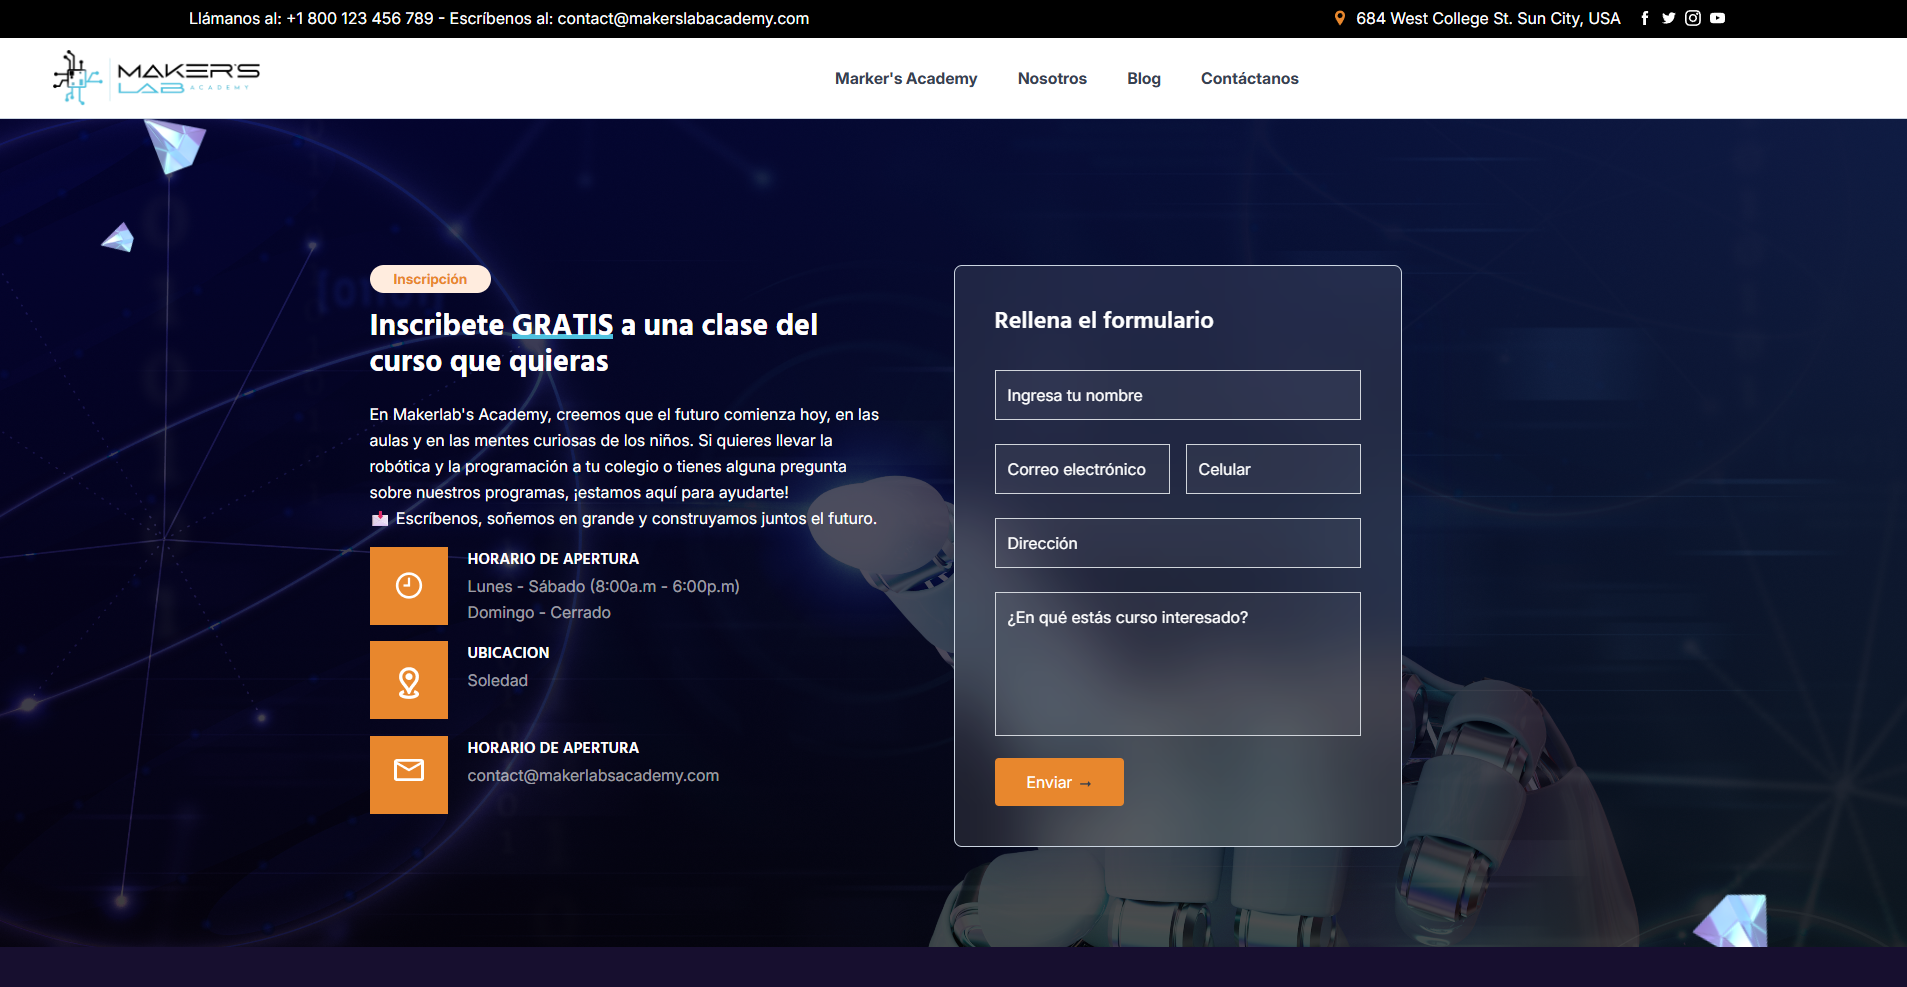 Llámanos al: +1 800 123 456 789 - Escríbenos al: contact@makerslabacademy.com
684 West College St. Sun City, USA
MAKER'S
LAB ACADEMY
Marker's Academy
Nosotros
Blog
Contáctanos
Inscripción
Inscribete GRATIS a una clase del
curso que quieras
En Makerlab's Academy, creemos que el futuro comienza hoy, en las
aulas y en las mentes curiosas de los niños. Si quieres llevar la
robótica y la programación a tu colegio o tienes alguna pregunta
sobre nuestros programas, ¡estamos aquí para ayudarte!
📩 Escríbenos, soñemos en grande y construyamos juntos el futuro.
HORARIO DE APERTURA
Lunes - Sábado (8:00a.m - 6:00p.m)
Domingo - Cerrado
UBICACION
Soledad
HORARIO DE APERTURA
contact@makerlabsacademy.com
Rellena el formulario
Ingresa tu nombre
Correo electrónico
Celular
Dirección
¿En qué estás curso interesado?
Enviar →